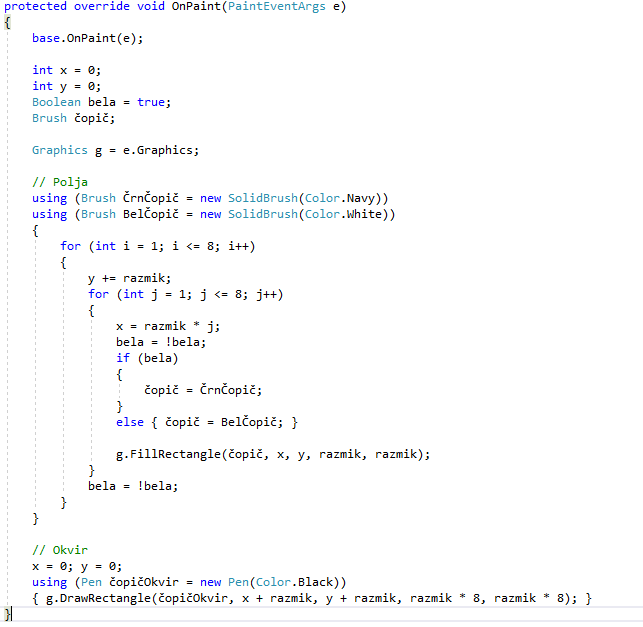 protected override void OnPaint(PaintEventArgs e)
{
base.OnPaint(e);
int x = 0;
int y = 0;
Boolean bela = true;
Brush čopič;
Graphics g = e.Graphics;
// Polja
using (Brush ČrnČopič = new SolidBrush(Color.Navy))
using (Brush BelČopič = new SolidBrush(Color.White))
{
for (int i = 1; i <= 8; i++)
{
y += razmik;
for (int j = 1; j <= 8; j++)
{
x = razmik * j;
bela = !bela;
if (bela)
{
čopič = ČrnČopič;
}
else { čopič = BelČopič; }
g.FillRectangle(čopič, x, y, razmik, razmik);
}
bela = !bela;
}
}
// Okvir
x = 0; y = 0;
using (Pen čopičOkvir = new Pen(Color.Black))
{ g.DrawRectangle(čopičOkvir, x + razmik, y + razmik, razmik * 8, razmik * 8); }
}